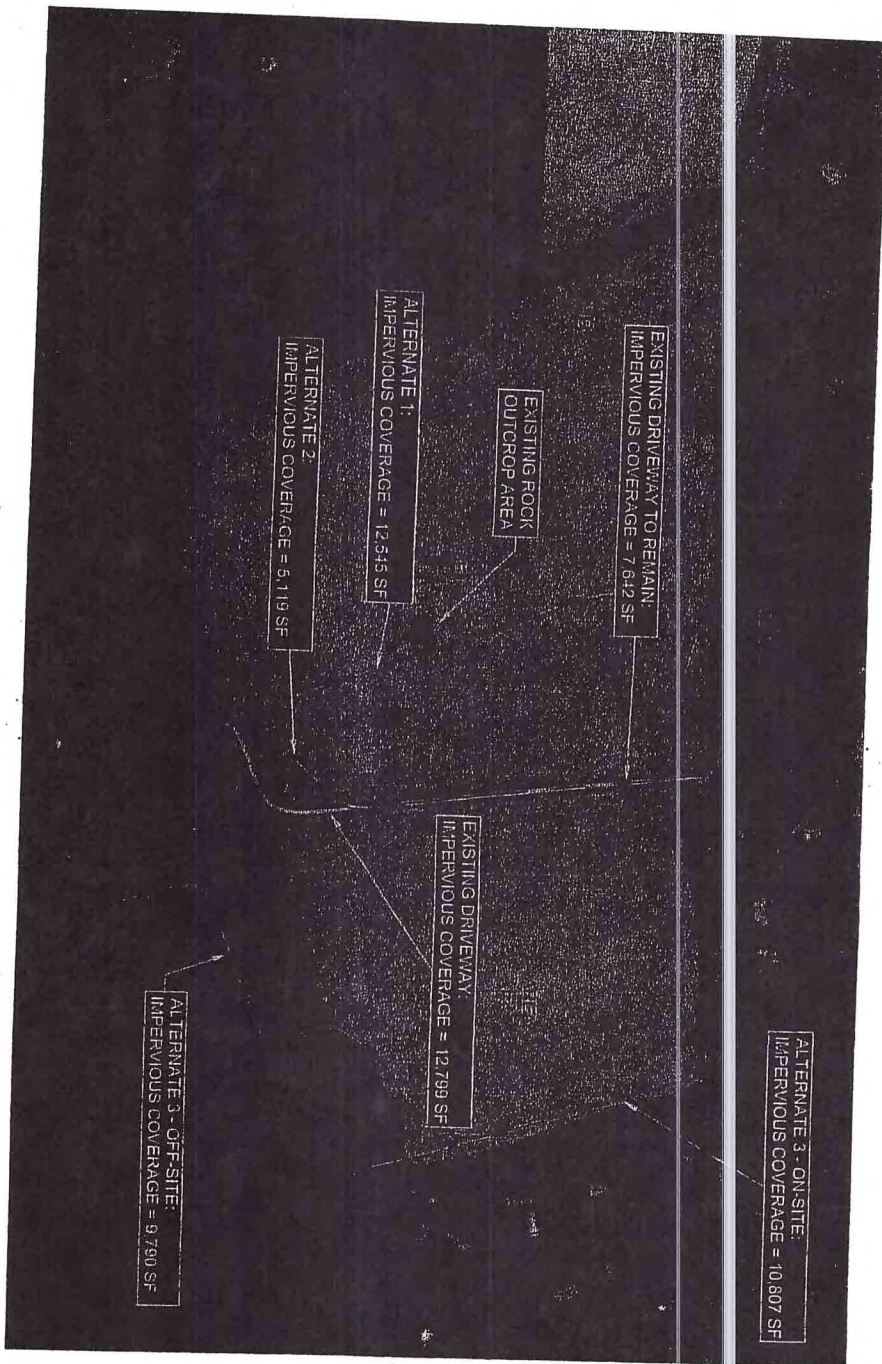 ALTERNATE 3 - ON-SITE:
IMPERVIOUS COVERAGE = 10,807 SF
EXISTING DRIVEWAY TO REMAIN:
IMPERVIOUS COVERAGE = 7,642 SF
EXISTING ROCK
OUTCROP AREA
EXISTING DRIVEWAY:
IMPERVIOUS COVERAGE = 12,799 SF
ALTERNATE 1:
IMPERVIOUS COVERAGE = 12,545 SF
ALTERNATE 2:
IMPERVIOUS COVERAGE = 5,119 SF
ALTERNATE 3 - OFF-SITE:
IMPERVIOUS COVERAGE = 9,790 SF